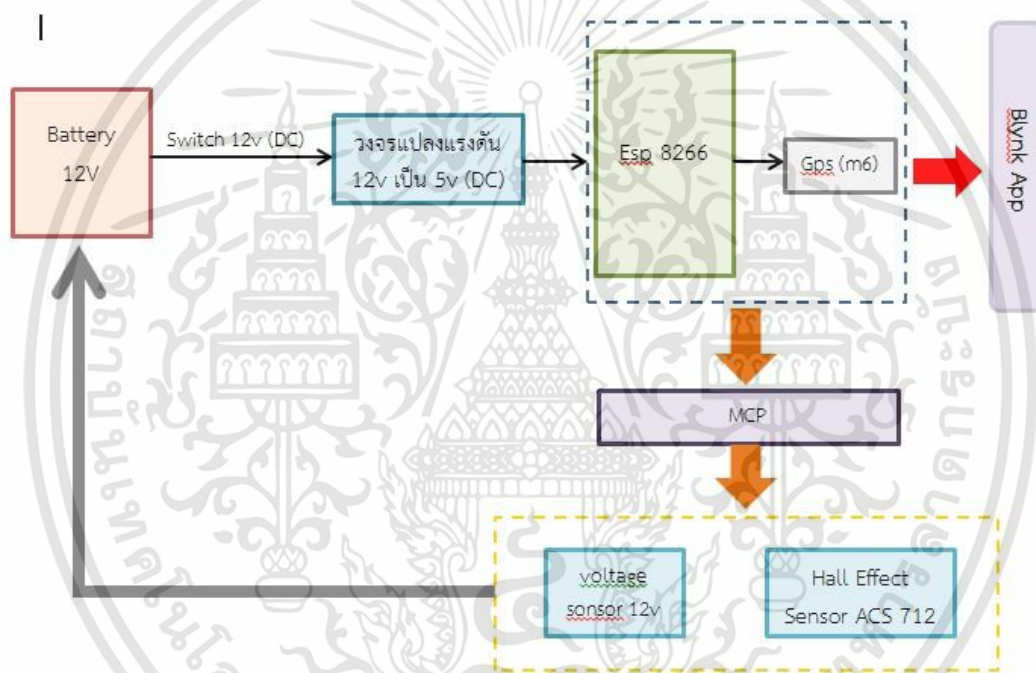 Battery
12V
Switch 12v (DC)
วงจรแปลงแรงดัน
12v เป็น 5v (DC)
Esp 8266
Gps (m6)
Blynk App
MCP
voltage
sonsor 12v
Hall Effect
Sensor ACS 712